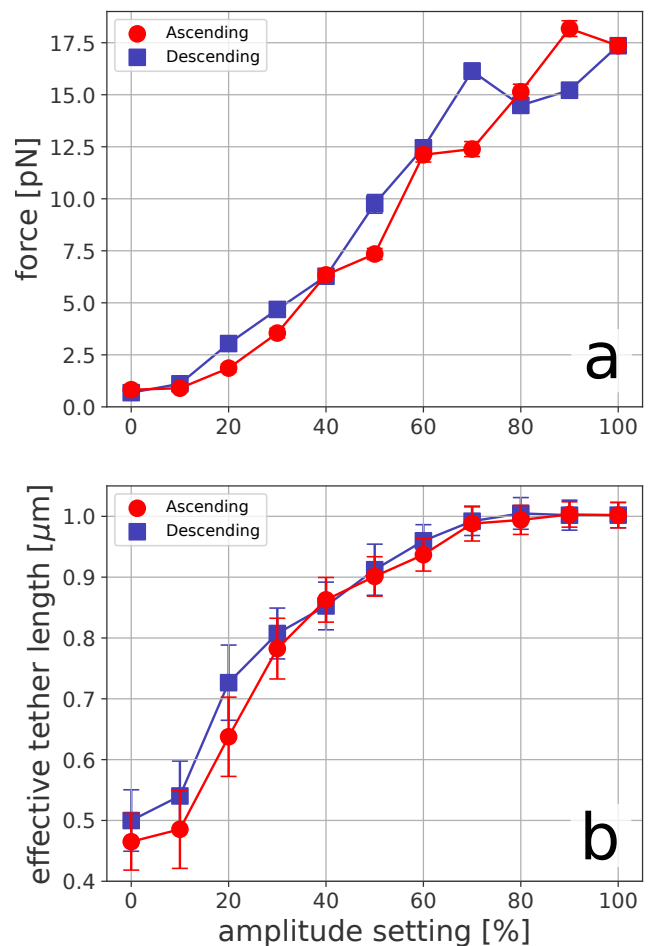 Ascending
Descending
17.5
15.0
12.5
10.0
7.5
5.0
2.5
0.0
force [pN]
0 20 40 60 80 100
a
Ascending
Descending
1.0
0.9
0.8
0.7
0.6
0.5
0.4
effective tether length [μm]
b
0 20 40 60 80 100
amplitude setting [%]